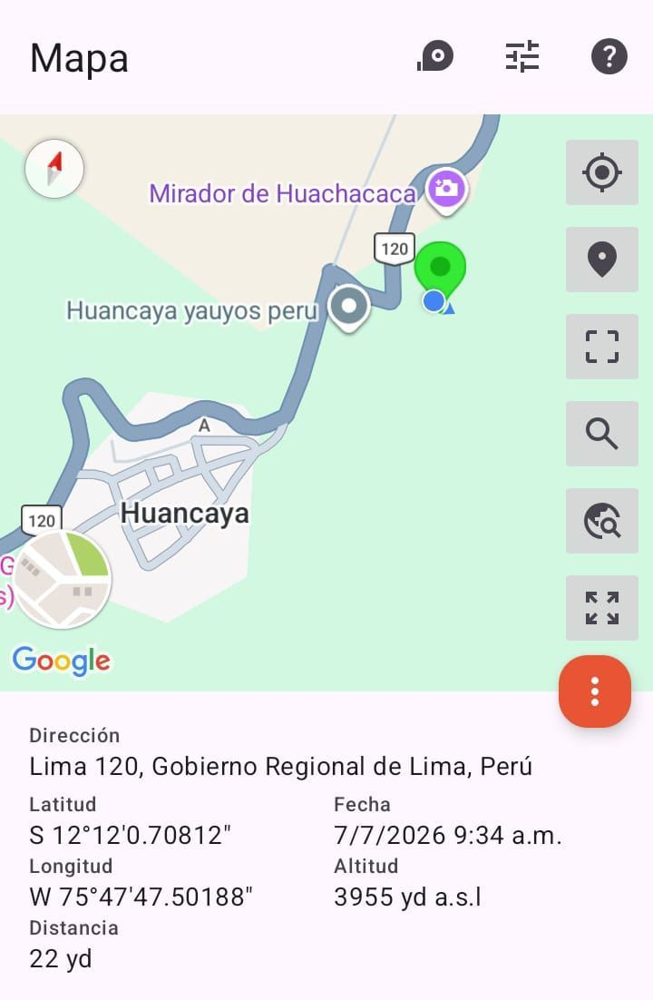 Mapa
Mirador de Huachacaca
120
Huancaya yauyos peru
A
Huancaya
120
G
s)
Google
Dirección
Lima 120, Gobierno Regional de Lima, Perú
Latitud
S 12°12'0.70812"
Fecha
7/7/2026 9:34 a.m.
Longitud
W 75°47'47.50188"
Altitud
3955 yd a.s.l
Distancia
22 yd